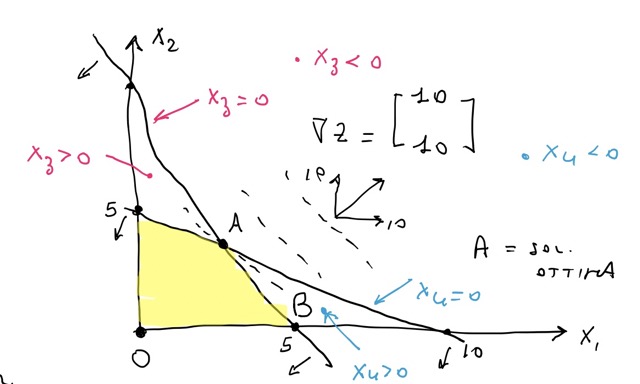 X₂
• X₃ < 0
X₃ = 0
∇Z = [10
10]
X₃ > 0
• X₄ < 0
10
10
5
A
A = SOL.
OTTIMA
X₄ = 0
B
X₁
0
5
10
X₄ > 0